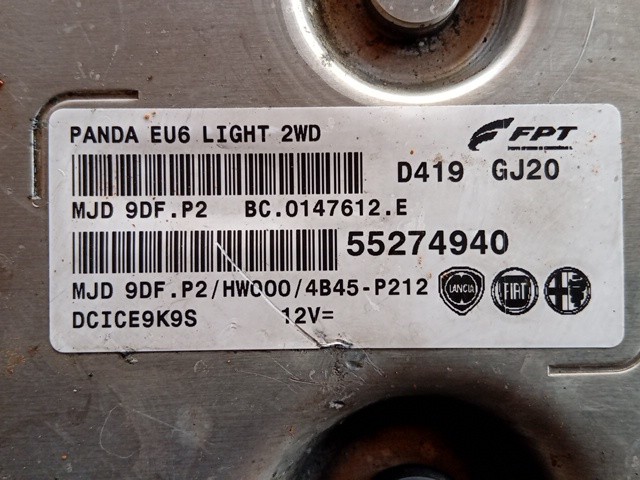 PANDA EU6 LIGHT 2WD
FPT
D419 GJ20
MJD 9DF.P2 BC.0147612.E
55274940
MJD 9DF.P2/HW000/4B45-P212
LANCIA
FIAT
DCICE9K9S 12V=